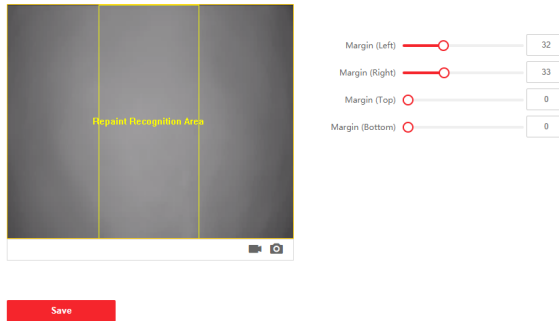 Repaint Recognition Area
Margin (Left) 32
Margin (Right) 33
Margin (Top) 0
Margin (Bottom) 0
Save